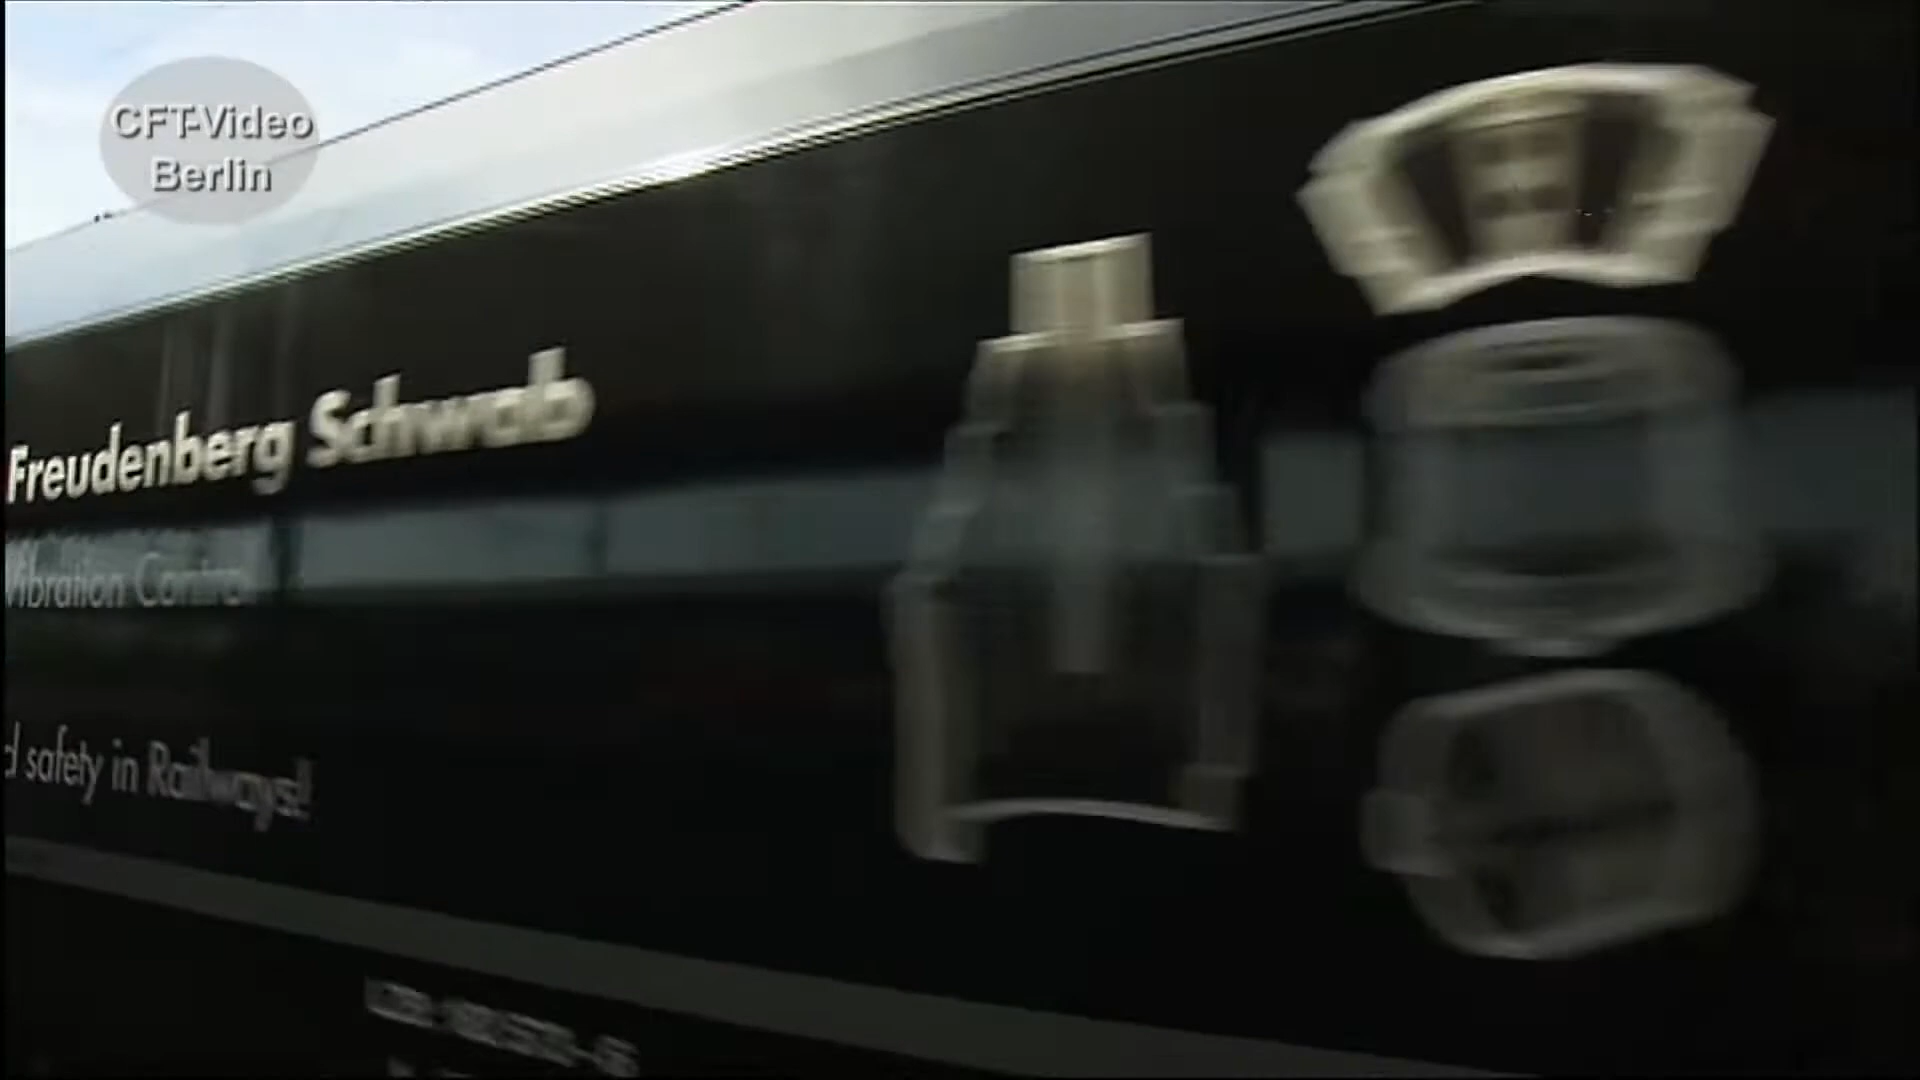 CFT-Video
Berlin
Freudenberg Schwab
Vibration Control
d safety in Railways!